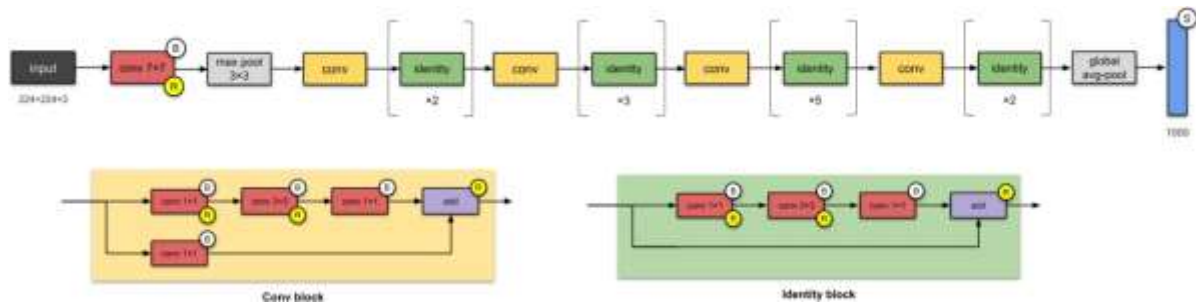 S
B
input
conv 7×7
max pool
3×3
conv
identity
conv
identity
conv
identity
conv
identity
global
avg-pool
R
224×224×3
×2
×3
×5
×2
1000
B
B
B
R
conv 1×1
conv 3×3
conv 1×1
add
R
R
B
conv 1×1
Conv block
B
B
B
R
conv 1×1
conv 3×3
conv 1×1
add
R
R
Identity block